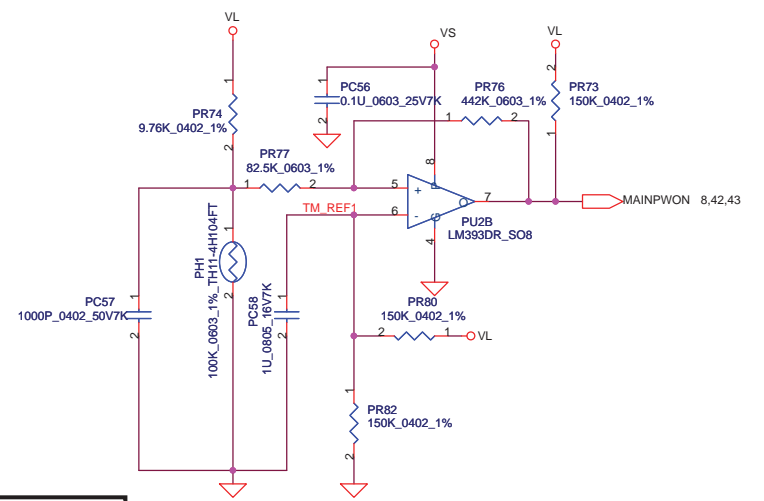 VL
VS
VL
PR74
9.76K_0402_1%
1
2
PC56
0.1U_0603_25V7K
1
2
PR76
442K_0603_1%
1
2
PR73
150K_0402_1%
2
1
PR77
82.5K_0603_1%
1
2
8
5
+
P
6
-
G
O
7
4
TM_REF1
PU2B
LM393DR_SO8
MAINPWON 8,42,43
PC57
1000P_0402_50V7K
1
2
PH1
100K_0603_1%_TH11-4H104FT
1
2
PC58
1U_0805_16V7K
1
2
PR80
150K_0402_1%
2
1
VL
PR82
150K_0402_1%
1
2